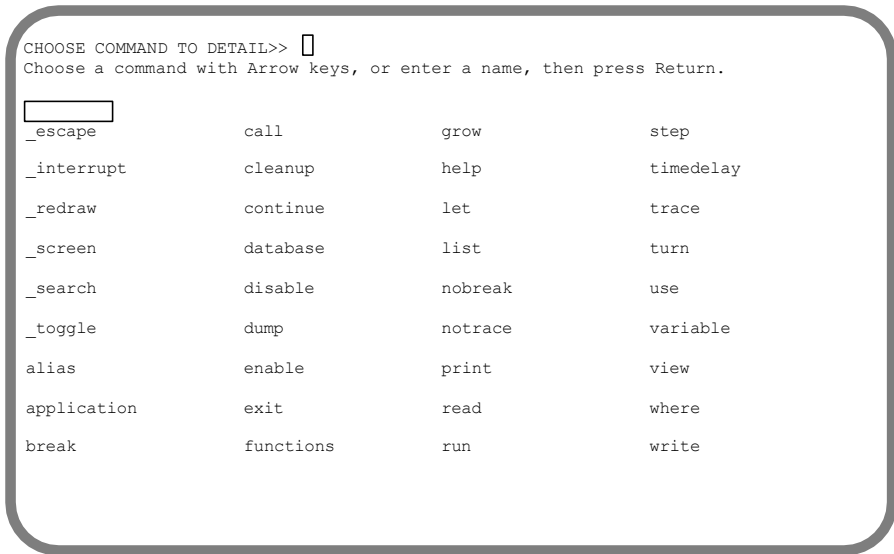 CHOOSE COMMAND TO DETAIL>>
Choose a command with Arrow keys, or enter a name, then press Return.
_escape call grow step
_interrupt cleanup help timedelay
_redraw continue let trace
_screen database list turn
_search disable nobreak use
_toggle dump notrace variable
alias enable print view
application exit read where
break functions run write